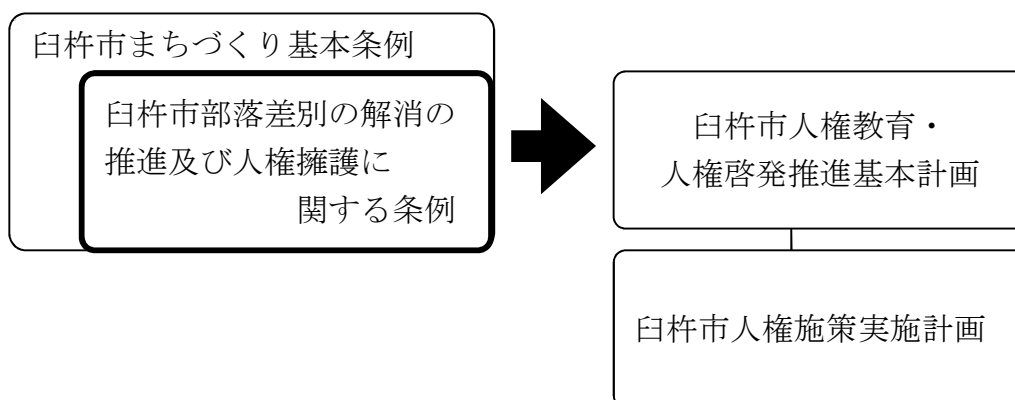 臼杵市まちづくり基本条例
臼杵市部落差別の解消の
推進及び人権擁護に
関する条例
臼杵市人権教育・
人権啓発推進基本計画
臼杵市人権施策実施計画